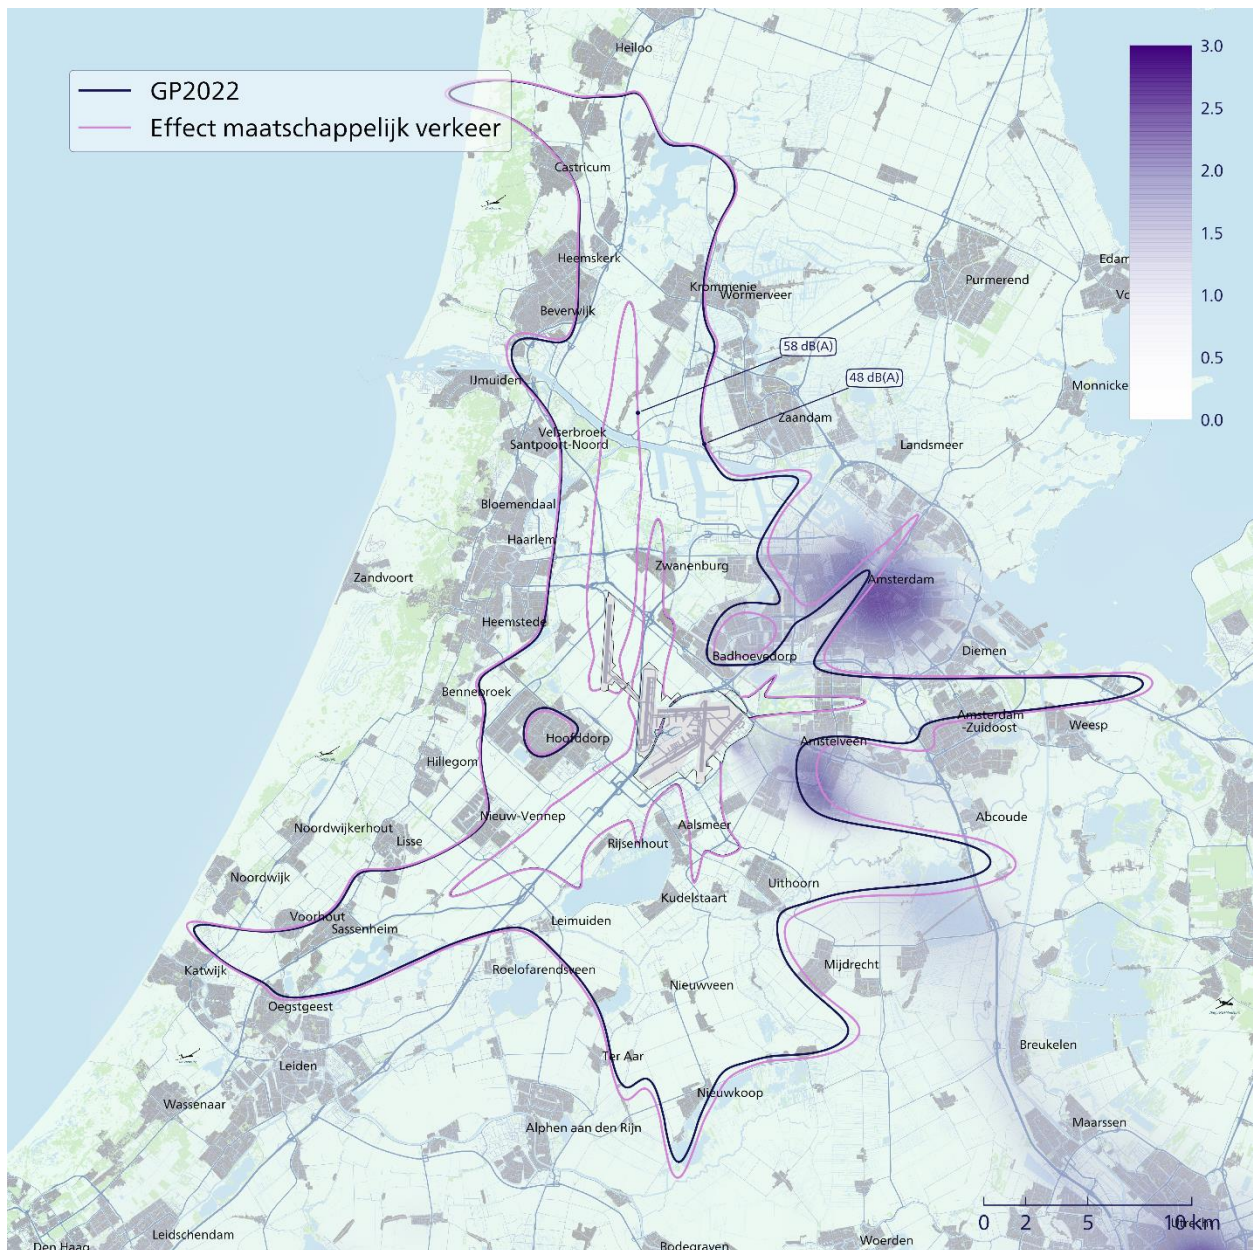 GP2022
Effect maatschappelijk verkeer
3.0
2.5
2.0
1.5
1.0
0.5
0.0
Heiloo
Castricum
Heemskerk
Edam
Krommenie
Wormerveer
Purmerend
Vo
Beverwijk
58 dB(A)
48 dB(A)
IJmuiden
Monnicke
Zaandam
Velserbroek
Santpoort-Noord
Landsmeer
Bloemendaal
Haarlem
Zwanenburg
Zandvoort
Amsterdam
Heemstede
Badhoevedorp
Diemen
Bennebroek
Amsterdam
-Zuidoost
Weesp
Hoofddorp
Amstelveen
Hillegom
Nieuw-Vennep
Abcoude
Noordwijkerhout
Lisse
Aalsmeer
Rijsenhout
Noordwijk
Uithoorn
Kudelstaart
Voorhout
Sassenheim
Leimuiden
Katwijk
Roelofarendsveen
Mijdrecht
Nieuwveen
Oegstgeest
Breukelen
Ter Aar
Leiden
Nieuwkoop
Wassenaar
Maarssen
Alphen aan den Rijn
0 2 5 10 km
Utrecht
Leidschendam
Woerden
Den Haag
Bodegraven